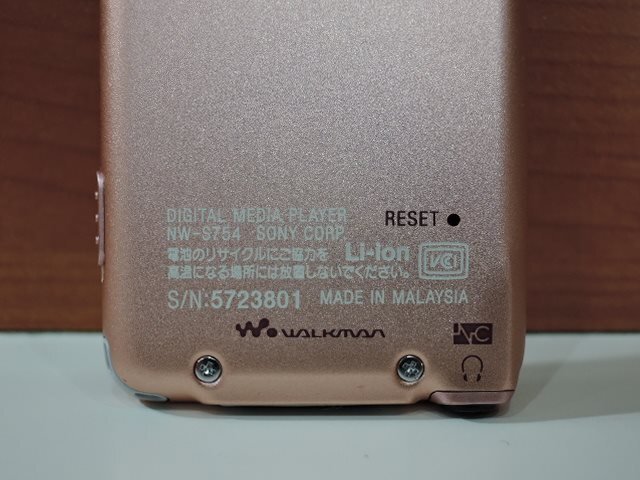 DIGITAL MEDIA PLAYER
NW-S754 SONY CORP.
RESET
電池のリサイクルにご協力を Li-Ion
高温になる場所には放置しないでください。
VCCI
S/N:5723801 MADE IN MALAYSIA
WALKMAN
NC